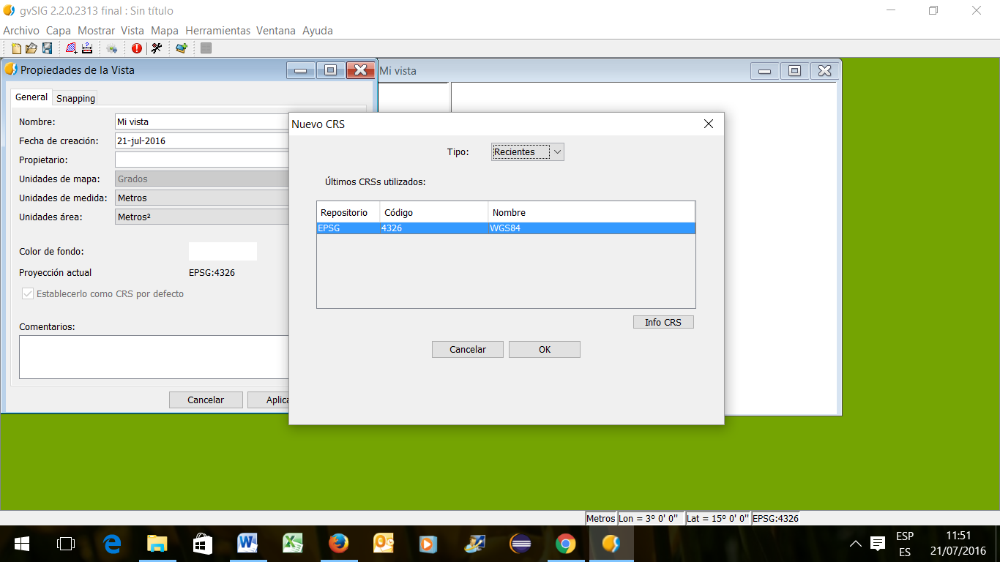 gvSIG 2.2.0.2313 final : Sin título
Archivo Capa Mostrar Vista Mapa Herramientas Ventana Ayuda
Propiedades de la Vista
Mi vista
General Snapping
Nombre: Mi vista
Fecha de creación: 21-jul-2016
Propietario:
Unidades de mapa: Grados
Unidades de medida: Metros
Unidades área: Metros²
Color de fondo:
Proyección actual EPSG:4326
Establecerlo como CRS por defecto
Comentarios:
Cancelar Aplica
Nuevo CRS
Tipo: Recientes
Últimos CRSs utilizados:
Repositorio Código Nombre
EPSG 4326 WGS84
Info CRS
Cancelar OK
Metros Lon = 3° 0' 0" Lat = 15° 0' 0" EPSG:4326
ESP 11:51
ES 21/07/2016